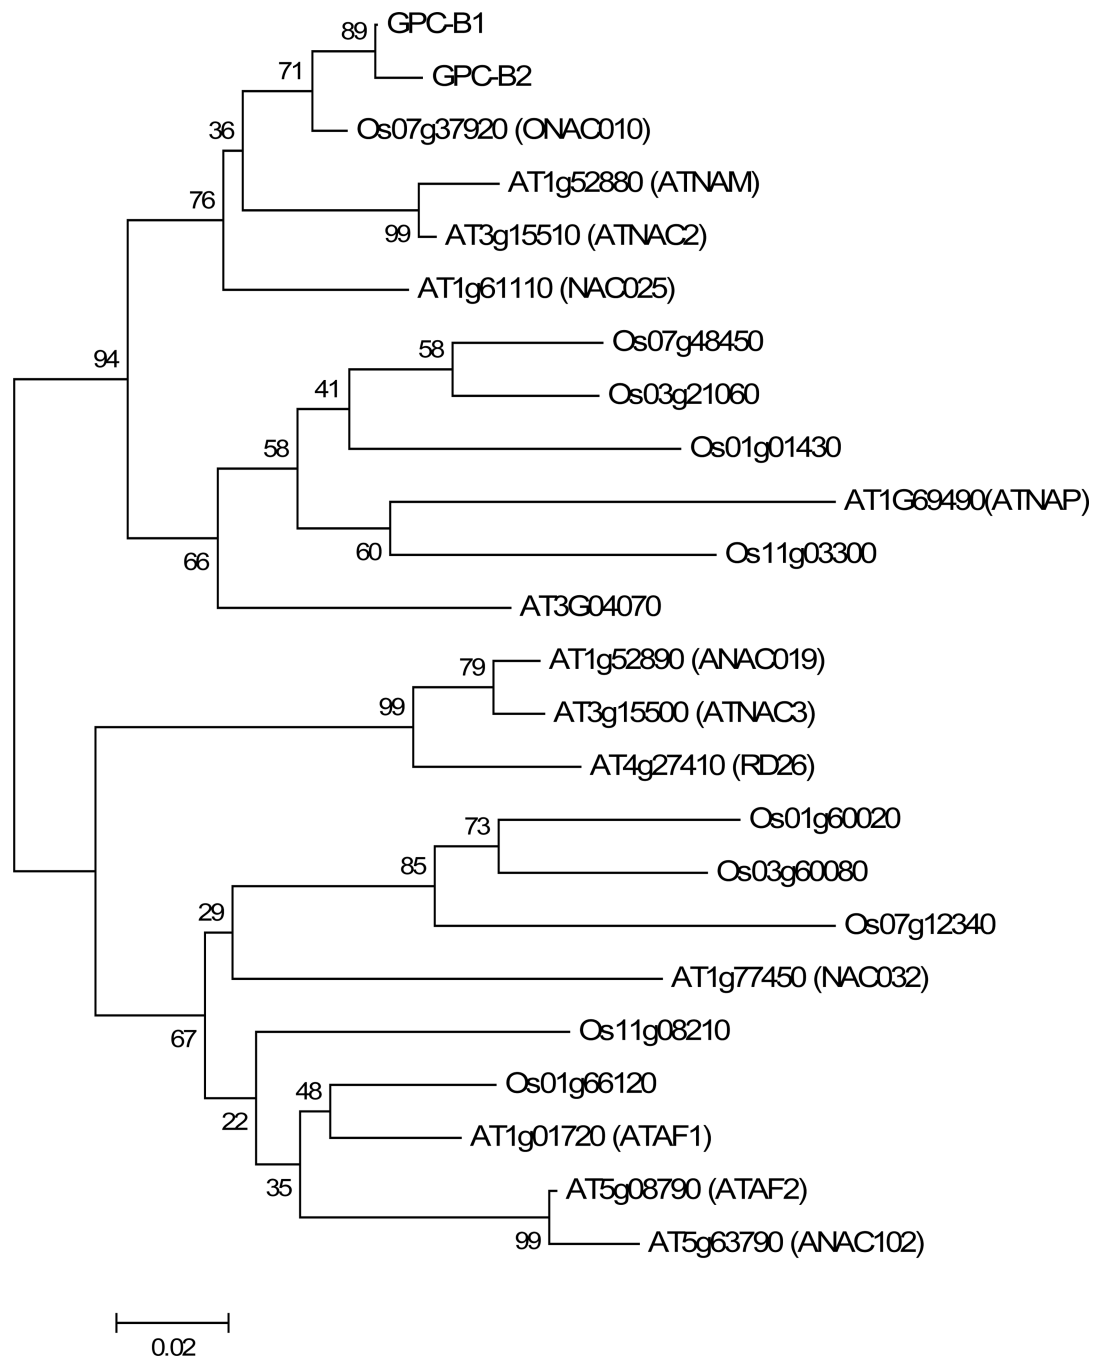 89
GPC-B1
GPC-B2
71
Os07g37920 (ONAC010)
36
AT1g52880 (ATNAM)
76
99
AT3g15510 (ATNAC2)
AT1g61110 (NAC025)
94
58
Os07g48450
41
Os03g21060
58
Os01g01430
AT1G69490(ATNAP)
60
Os11g03300
66
AT3G04070
79
AT1g52890 (ANAC019)
99
AT3g15500 (ATNAC3)
AT4g27410 (RD26)
73
Os01g60020
85
Os03g60080
29
Os07g12340
AT1g77450 (NAC032)
67
Os11g08210
48
Os01g66120
22
AT1g01720 (ATAF1)
35
AT5g08790 (ATAF2)
99
AT5g63790 (ANAC102)
0.02